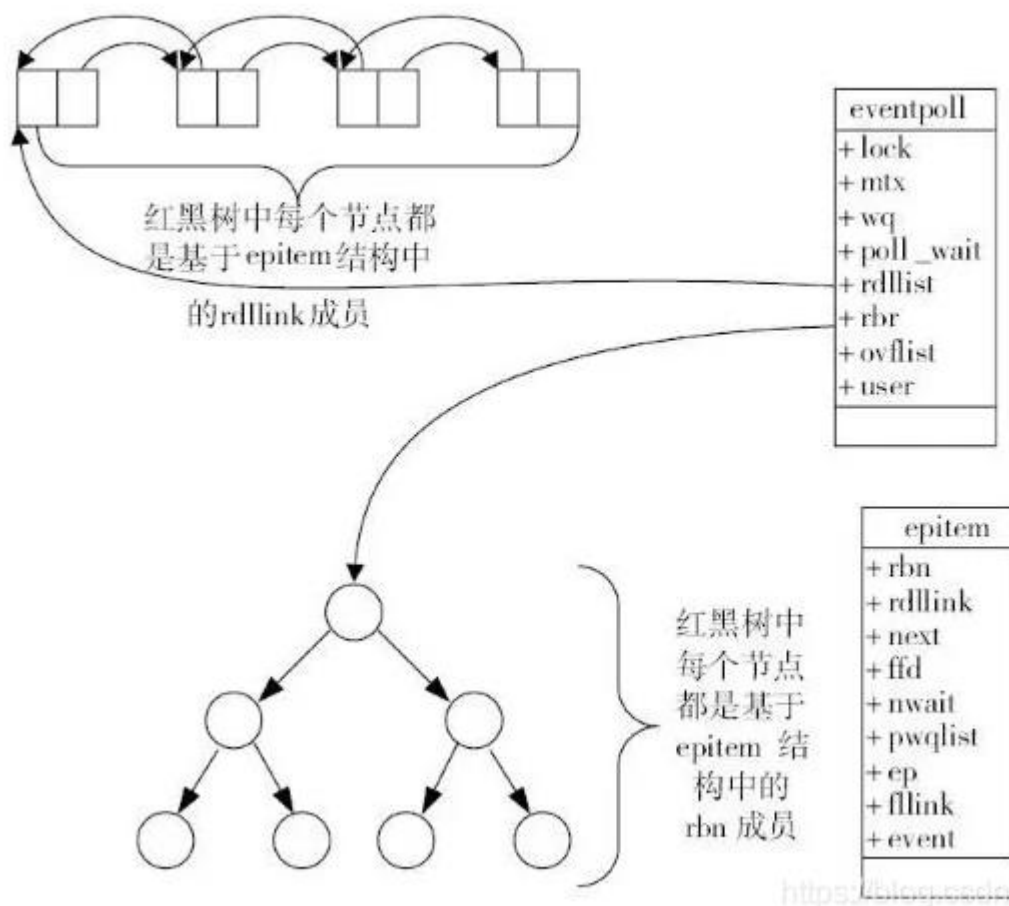 红黑树中每个节点都
是基于epitem结构中
的rdllink成员
eventpoll
+lock
+mtx
+wq
+poll_wait
+rdllist
+rbr
+ovflist
+user
红黑树中
每个节点
都是基于
epitem 结
构中的
rbn 成员
epitem
+rbn
+rdllink
+next
+ffd
+nwait
+pwqlist
+ep
+fllink
+event
https://blog.csdn